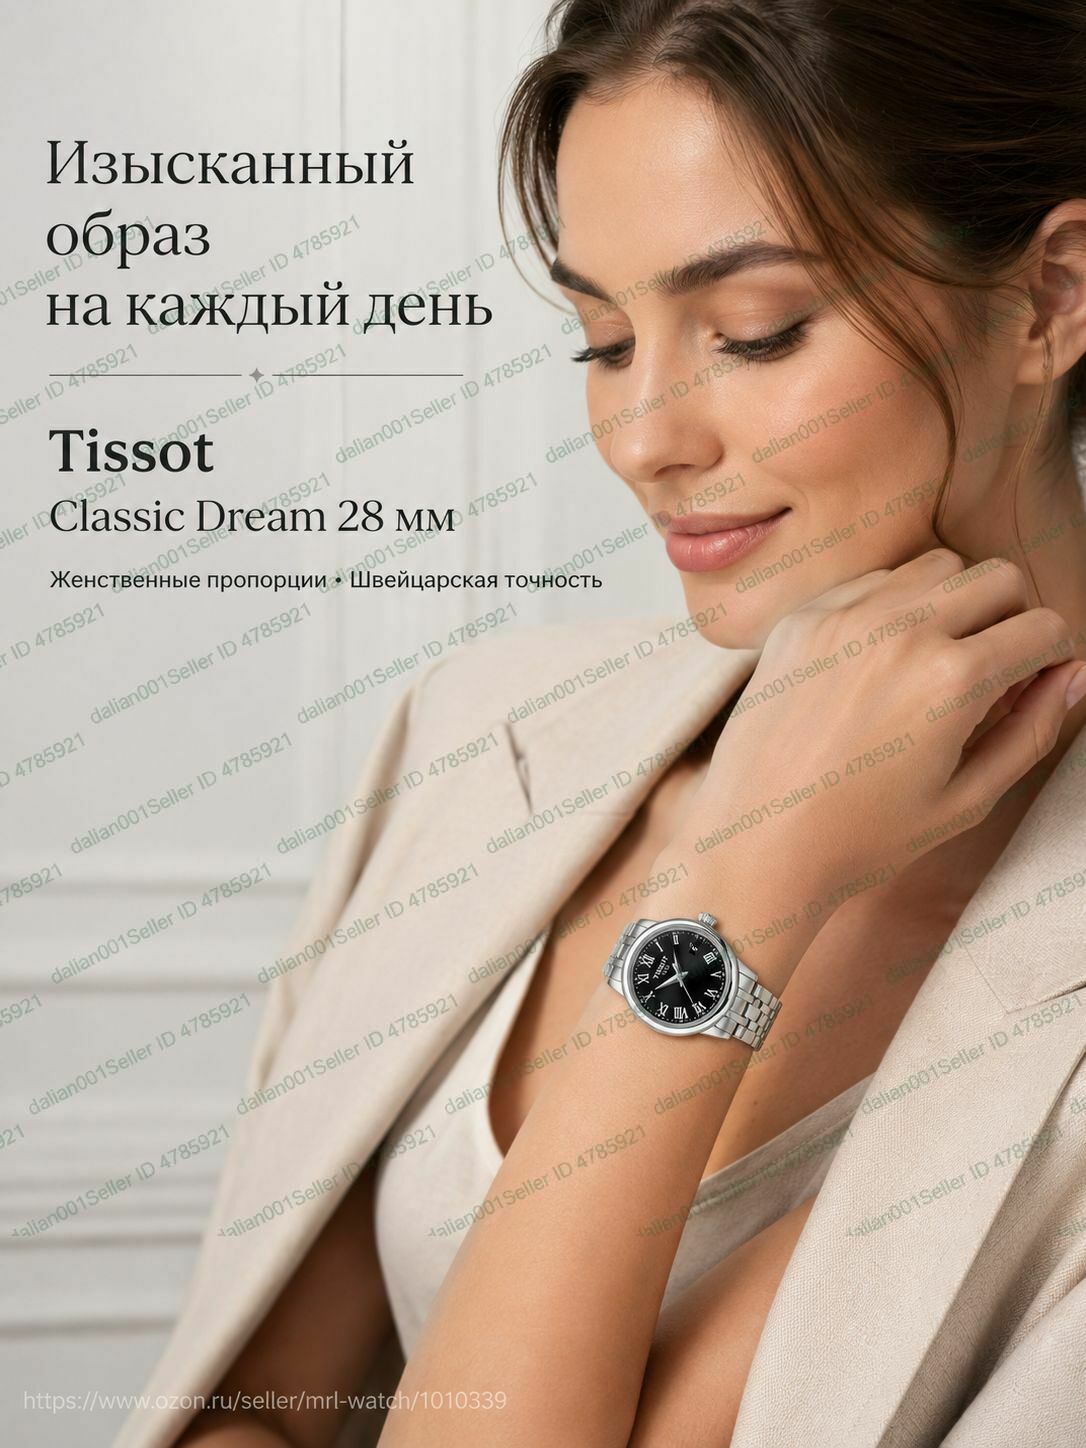 Изысканный
образ
на каждый день
Tissot
Classic Dream 28 мм
Женственные пропорции • Швейцарская точность
dalian001Seller ID 4785921
TISSOT
https://www.ozon.ru/seller/mrl-watch/1010339